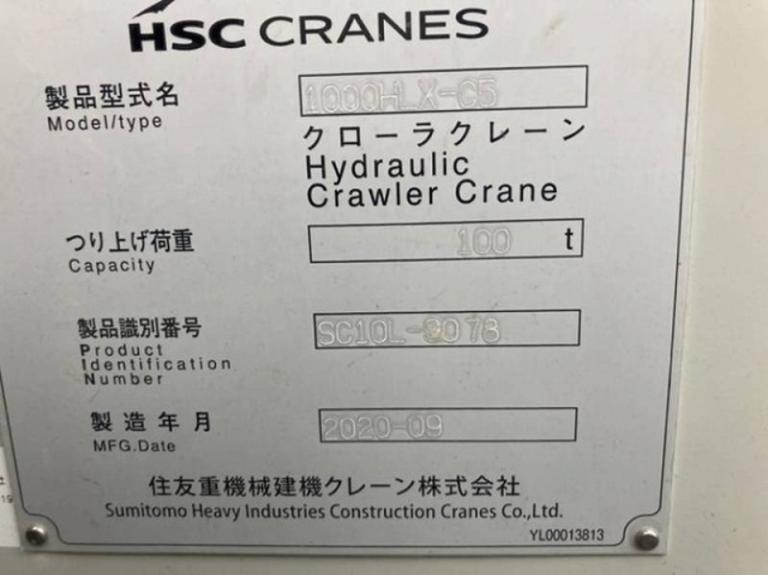 HSC CRANES
製品型式名 1000HLX-C5
Model/type
クローラクレーン
Hydraulic
Crawler Crane
つり上げ荷重 100 t
Capacity
製品識別番号
Product
Identification
Number
製造年月 2020-09
MFG.Date
住友重機械建機クレーン株式会社
Sumitomo Heavy Industries Construction Cranes Co.,Ltd.
YL00013813
19